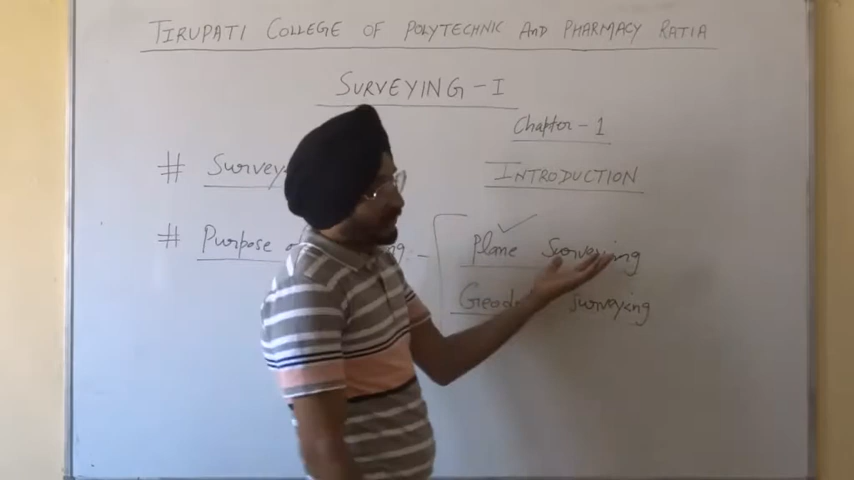 TIRUPATI COLLEGE OF POLYTECHNIC AND PHARMACY RATIA
SURVEYING - I
Chapter - 1
# Survey
INTRODUCTION
# Purpose
Plane Surveying
Surveying